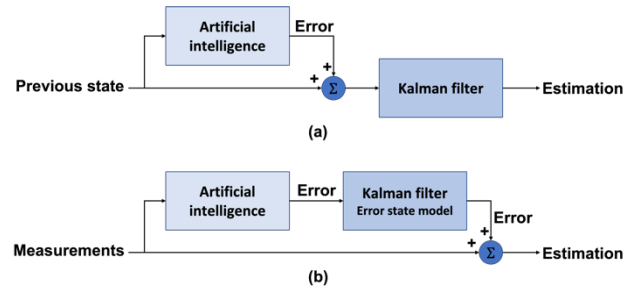 Artificial
intelligence
Error
+
+
Previous state
Σ
Kalman filter
Estimation
(a)
Artificial
intelligence
Error
Kalman filter
Error state model
Error
+
+
Measurements
Σ
Estimation
(b)